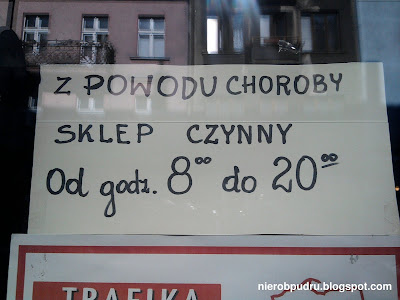 Z POWODU CHOROBY
SKLEP CZYNNY
Od godz. 8⁰⁰ do 20⁰⁰
TRAFIKA
nierobpudru.blogspot.com